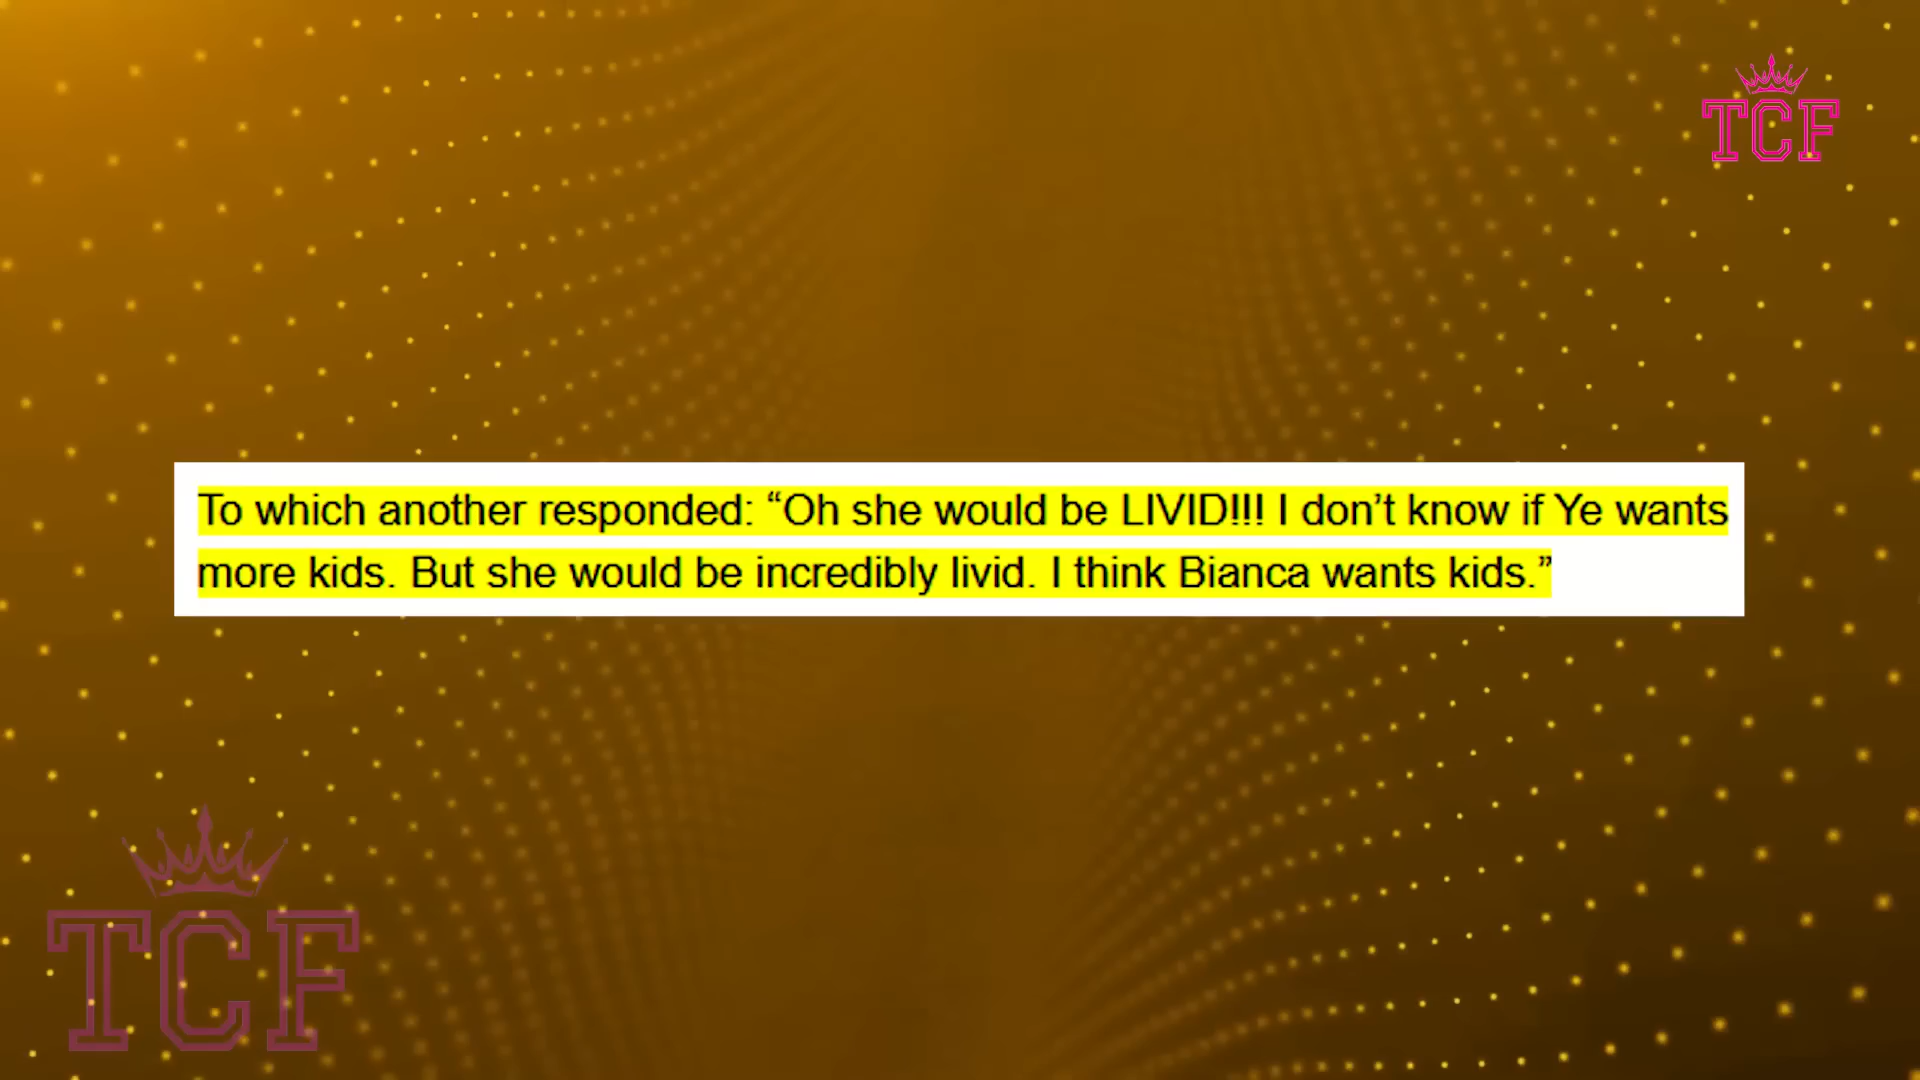 TCF
To which another responded: “Oh she would be LIVID!!! I don’t know if Ye wants
more kids. But she would be incredibly livid. I think Bianca wants kids.”
TCF